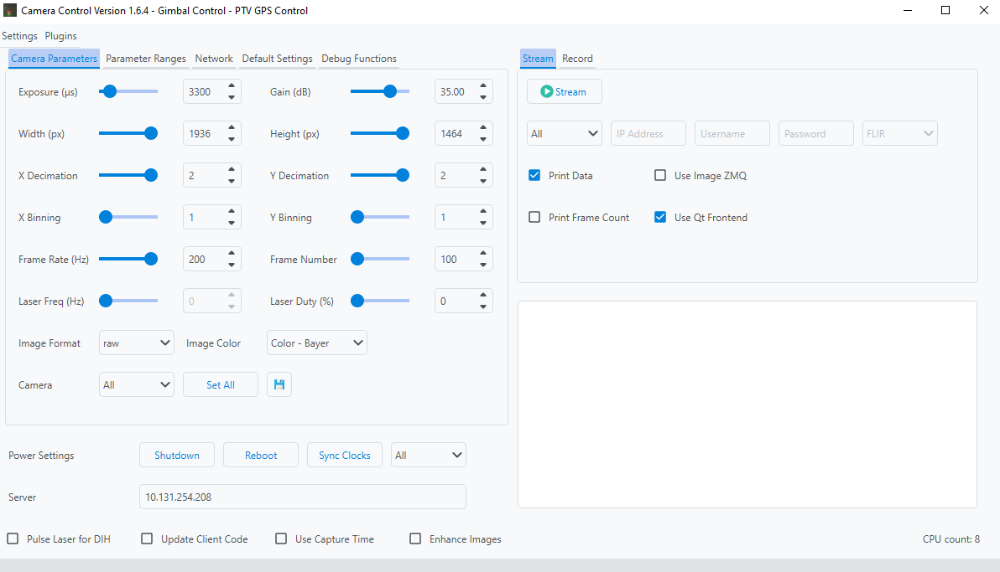 Camera Control Version 1.6.4 - Gimbal Control - PTV GPS Control
Settings Plugins
Camera Parameters Parameter Ranges Network Default Settings Debug Functions
Exposure (µs) 3300 Gain (dB) 35.00
Width (px) 1936 Height (px) 1464
X Decimation 2 Y Decimation 2
X Binning 1 Y Binning 1
Frame Rate (Hz) 200 Frame Number 100
Laser Freq (Hz) 0 Laser Duty (%) 0
Image Format raw Image Color Color - Bayer
Camera All Set All
Power Settings Shutdown Reboot Sync Clocks All
Server 10.131.254.208
Pulse Laser for DIH Update Client Code Use Capture Time Enhance Images
Stream Record
Stream
All IP Address Username Password FLIR
Print Data Use Image ZMQ
Print Frame Count Use Qt Frontend
CPU count: 8